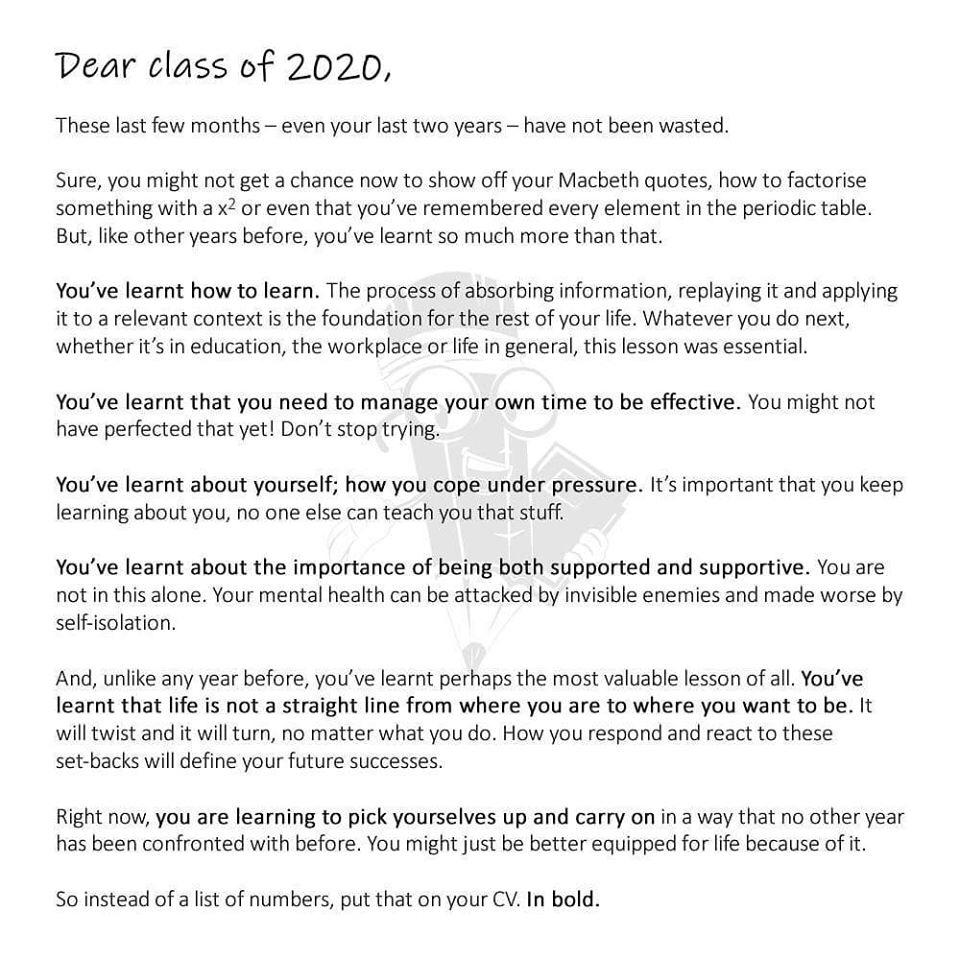 Dear class of 2020,
These last few months – even your last two years – have not been wasted.
Sure, you might not get a chance now to show off your Macbeth quotes, how to factorise
something with a x² or even that you’ve remembered every element in the periodic table.
But, like other years before, you’ve learnt so much more than that.
You’ve learnt how to learn. The process of absorbing information, replaying it and applying
it to a relevant context is the foundation for the rest of your life. Whatever you do next,
whether it’s in education, the workplace or life in general, this lesson was essential.
You’ve learnt that you need to manage your own time to be effective. You might not
have perfected that yet! Don’t stop trying.
You’ve learnt about yourself; how you cope under pressure. It’s important that you keep
learning about you, no one else can teach you that stuff.
You’ve learnt about the importance of being both supported and supportive. You are
not in this alone. Your mental health can be attacked by invisible enemies and made worse by
self-isolation.
And, unlike any year before, you’ve learnt perhaps the most valuable lesson of all. You’ve
learnt that life is not a straight line from where you are to where you want to be. It
will twist and it will turn, no matter what you do. How you respond and react to these
set-backs will define your future successes.
Right now, you are learning to pick yourselves up and carry on in a way that no other year
has been confronted with before. You might just be better equipped for life because of it.
So instead of a list of numbers, put that on your CV. In bold.